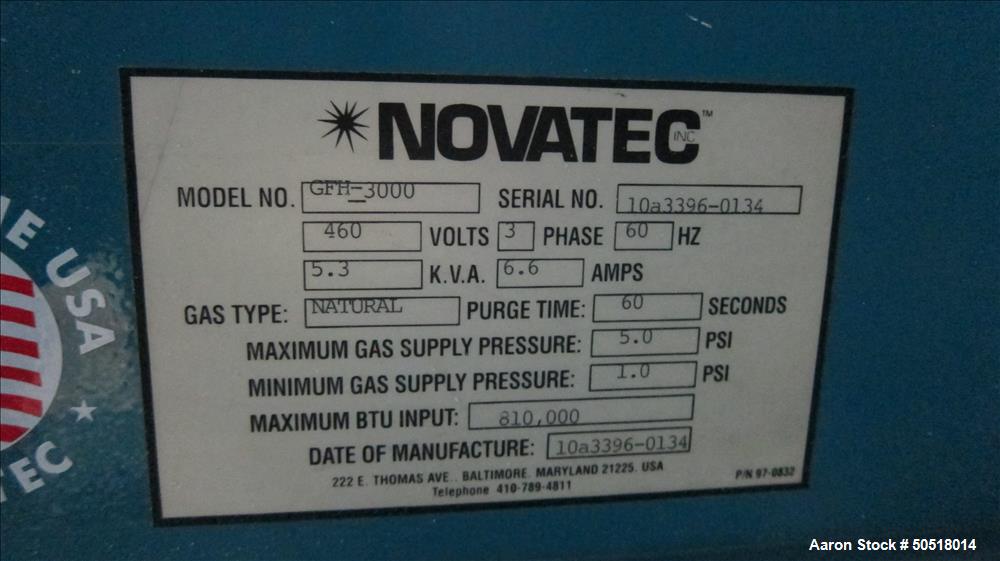 NOVATEC™
INC
MODEL NO. GFH-3000 SERIAL NO. 10a3396-0134
460 VOLTS 3 PHASE 60 HZ
5.3 K.V.A. 6.6 AMPS
GAS TYPE: NATURAL PURGE TIME: 60 SECONDS
MAXIMUM GAS SUPPLY PRESSURE: 5.0 PSI
MINIMUM GAS SUPPLY PRESSURE: 1.0 PSI
MAXIMUM BTU INPUT: 810,000
DATE OF MANUFACTURE: 10a3396-0134
222 E. THOMAS AVE., BALTIMORE, MARYLAND 21225, USA
Telephone 410-789-4811
P/N 97-0832
USA
Aaron Stock # 50518014